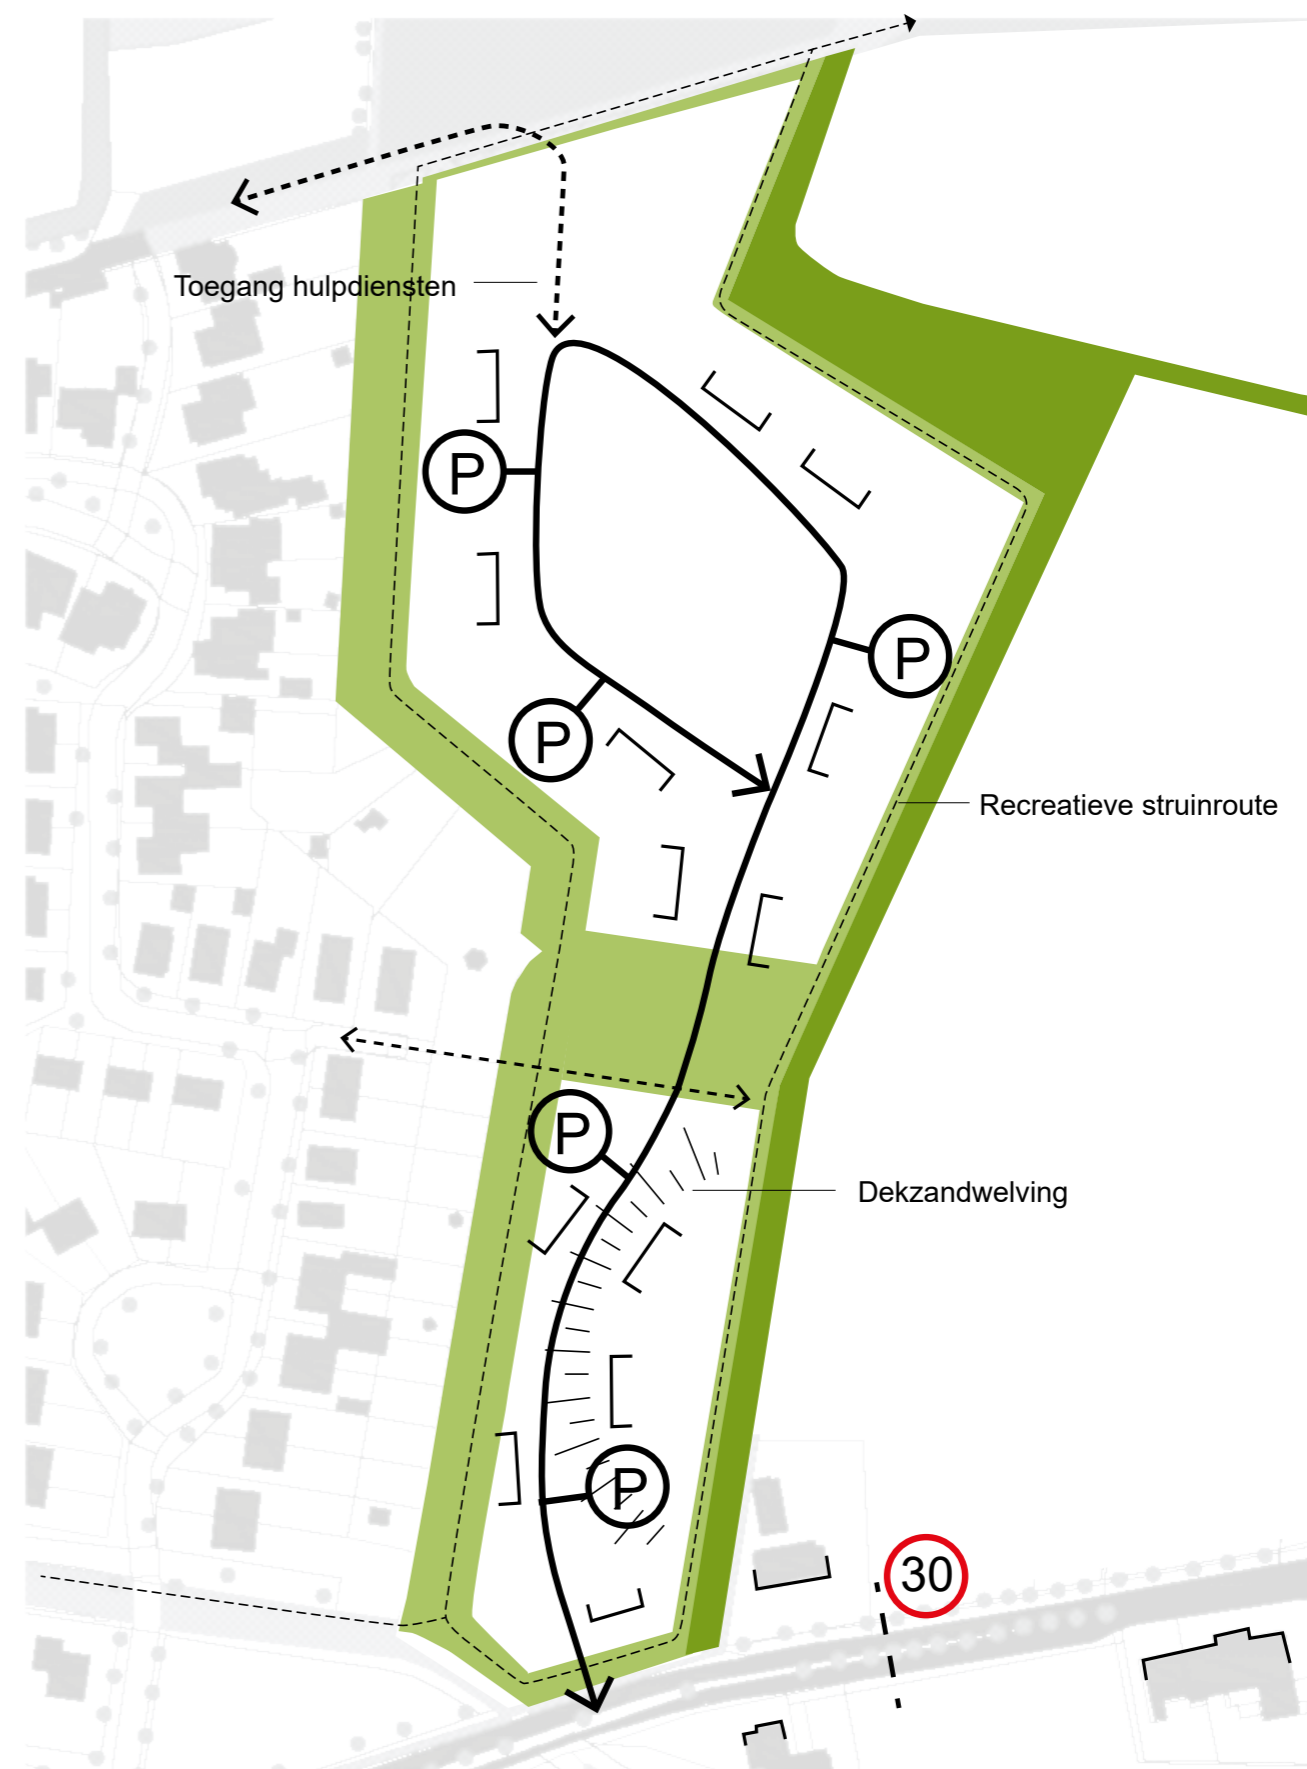 Toegang hulpdiensten
P
P
P
Recreatieve struinroute
P
Dekzandwelving
P
30